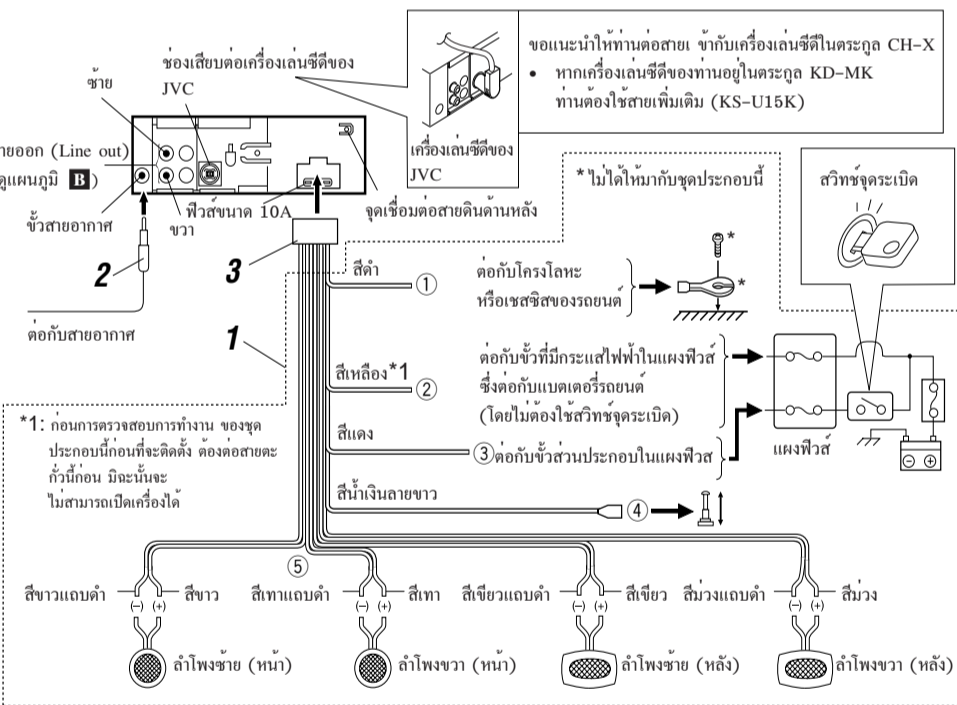 ช่องเสียบต่อเครื่องเล่นซีดีของ
JVC
ซ้าย
ายออก (Line out)
ดูแผนภูมิ B)
ขั้วสายอากาศ
ขวา
ฟิวส์ขนาด 10A
จุดเชื่อมต่อสายดินด้านหลัง
เครื่องเล่นซีดีของ
JVC
ขอแนะนำให้ท่านต่อสายเ ข้ากับเครื่องเล่นซีดีในตระกูล CH-X
• หากเครื่องเล่นซีดีของท่านอยู่ในตระกูล KD-MK
ท่านต้องใช้สายเพิ่มเติม (KS-U15K)
* ไม่ได้ให้มากับชุดประกอบนี้
สวิทช์จุดระเบิด
2
3
1
ต่อกับสายอากาศ
สีดำ
①
ต่อกับโครงโลหะ
หรือเชสซิสของรถยนต์
*
*
สีเหลือง*1
②
ต่อกับขั้วที่มีกระแสไฟฟ้าในแผงฟิวส์
ซึ่งต่อกับแบตเตอรี่รถยนต์
(โดยไม่ต้องใช้สวิทช์จุดระเบิด)
แผงฟิวส์
*1: ก่อนการตรวจสอบการทำงาน ของชุด
ประกอบนี้ก่อนที่จะติดตั้ง ต้องต่อสายตะ
กั่วนี้ก่อน มิฉะนั้นจะ
ไม่สามารถเปิดเครื่องได้
สีแดง
③ ต่อกับขั้วส่วนประกอบในแผงฟิวส
สีน้ำเงินลายขาว
④
⑤
สีขาวแถบดำ
สีขาว
สีเทาแถบดำ
สีเทา
สีเขียวแถบดำ
สีเขียว
สีม่วงแถบดำ
สีม่วง
(−) (+)
(−) (+)
(−) (+)
(−) (+)
ลำโพงซ้าย (หน้า)
ลำโพงขวา (หน้า)
ลำโพงซ้าย (หลัง)
ลำโพงขวา (หลัง)